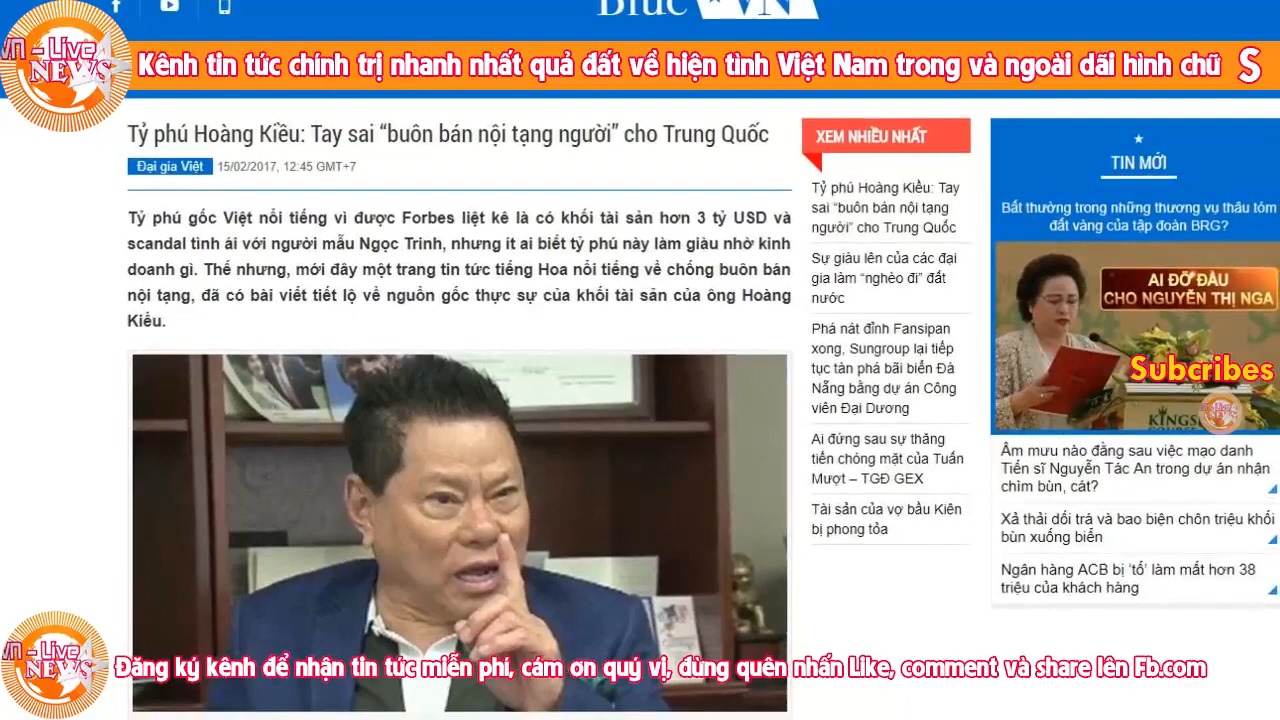 Bluc VN
VN - Live
NEWS
Kênh tin tức chính trị nhanh nhất quả đất về hiện tình Việt Nam trong và ngoài dãi hình chữ S
Tỷ phú Hoàng Kiều: Tay sai “buôn bán nội tạng người” cho Trung Quốc
Đại gia Việt 15/02/2017, 12:45 GMT+7
Tỷ phú gốc Việt nổi tiếng vì được Forbes liệt kê là có khối tài sản hơn 3 tỷ USD và
scandal tình ái với người mẫu Ngọc Trinh, nhưng ít ai biết tỷ phú này làm giàu nhờ kinh
doanh gì. Thế nhưng, mới đây một trang tin tức tiếng Hoa nổi tiếng về chống buôn bán
nội tạng, đã có bài viết tiết lộ về nguồn gốc thực sự của khối tài sản của ông Hoàng
Kiều.
XEM NHIỀU NHẤT
Tỷ phú Hoàng Kiều: Tay
sai “buôn bán nội tạng
người” cho Trung Quốc
Sự giàu lên của các đại
gia làm “nghèo đi” đất
nước
Phá nát đỉnh Fansipan
xong, Sungroup lại tiếp
tục tàn phá bãi biển Đà
Nẵng bằng dự án Công
viên Đại Dương
Ai đứng sau sự thăng
tiến chóng mặt của Tuấn
Mượt – TGĐ GEX
Tài sản của vợ bầu Kiên
bị phong tỏa
TIN MỚI
Bất thường trong những thương vụ thâu tóm
đất vàng của tập đoàn BRG?
AI ĐỠ ĐẦU
CHO NGUYỄN THỊ NGA
Subcribes
KINGS
Âm mưu nào đằng sau việc mạo danh
Tiến sĩ Nguyễn Tác An trong dự án nhận
chìm bùn, cát?
Xả thải dối trá và bao biện chôn triệu khối
bùn xuống biển
Ngân hàng ACB bị ‘tố’ làm mất hơn 38
triệu của khách hàng
VN - Live
NEWS
Đăng ký kênh để nhận tin tức miễn phí, cám ơn quý vị, đừng quên nhấn Like, comment và share lên Fb.com